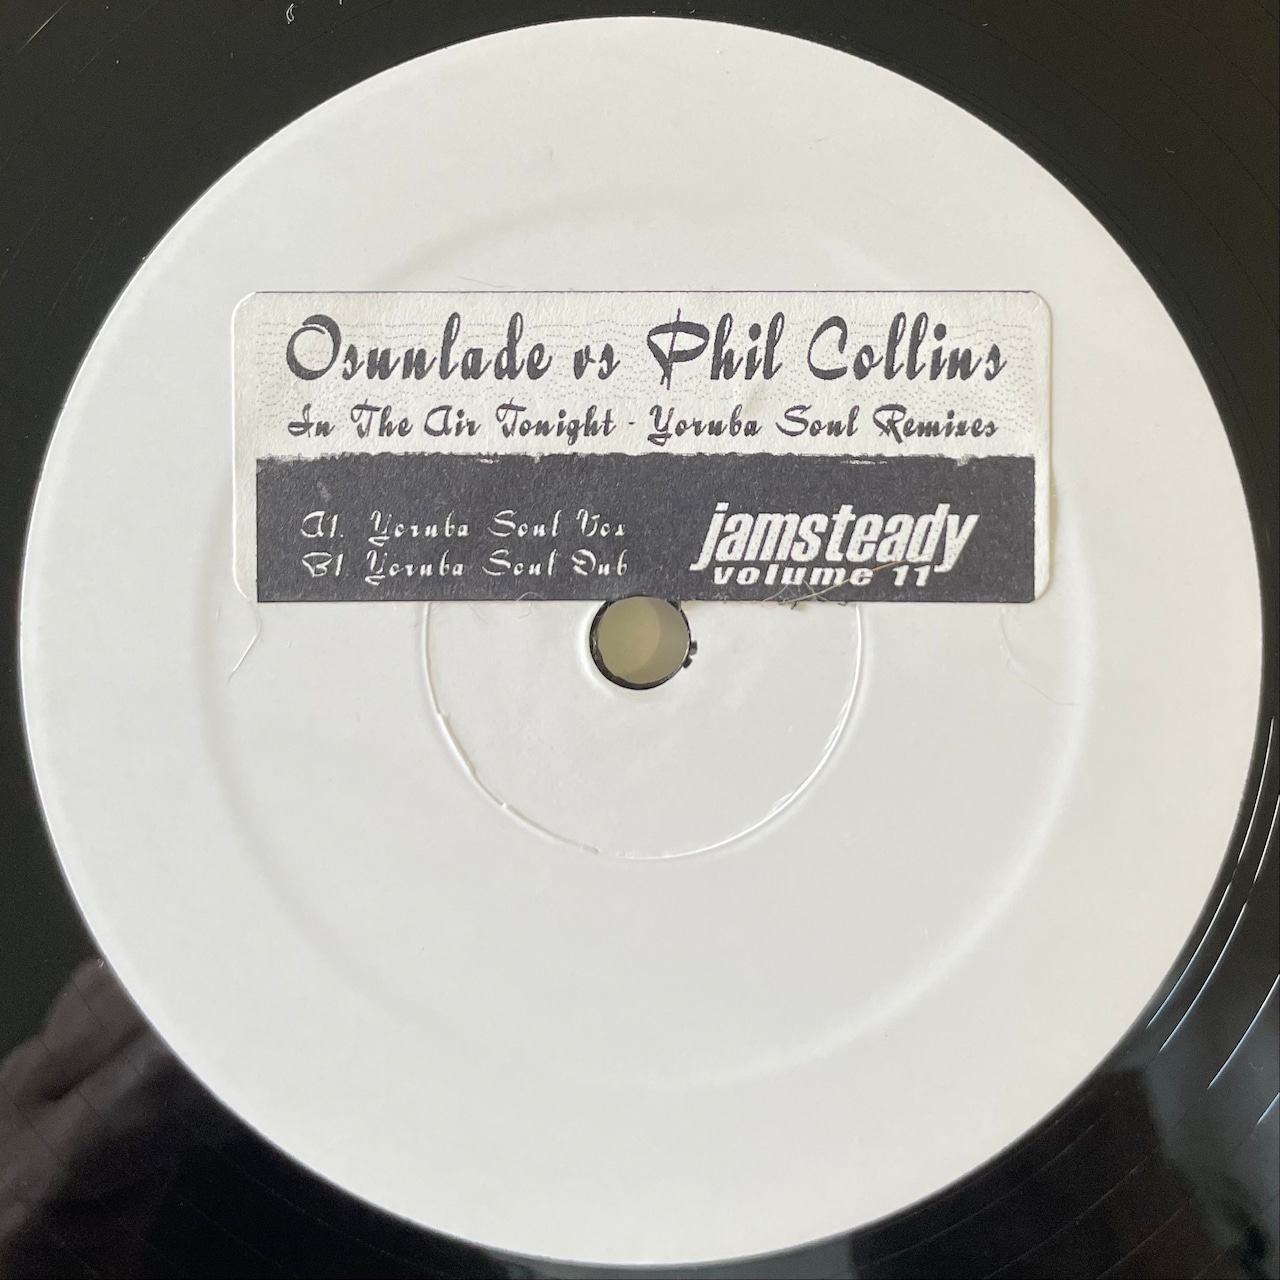 Osunlade vs Phil Collins
In The Air Tonight - Yoruba Soul Remixes
A1. Yoruba Soul Vox
B1. Yoruba Soul Dub
jamsteady
volume 11